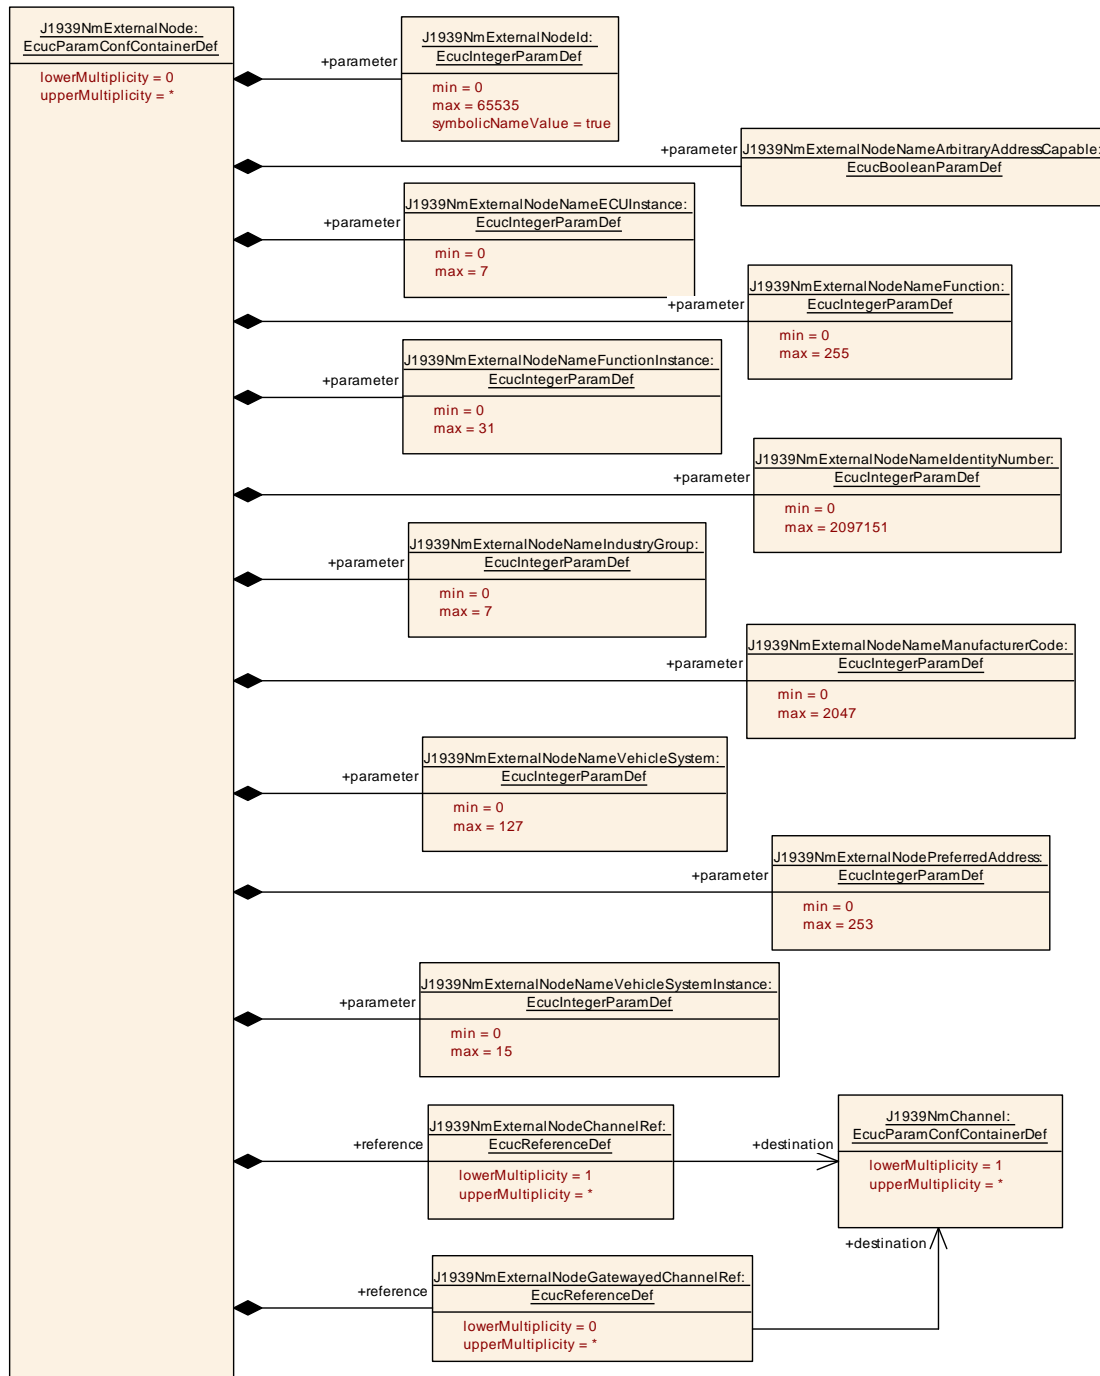 J1939NmExternalNode:
EcucParamConfContainerDef
lowerMultiplicity = 0
upperMultiplicity = *
+parameter
J1939NmExternalNodeId:
EcucIntegerParamDef
min = 0
max = 65535
symbolicNameValue = true
+parameter
J1939NmExternalNodeNameArbitraryAddressCapable:
EcucBooleanParamDef
+parameter
J1939NmExternalNodeNameECUInstance:
EcucIntegerParamDef
min = 0
max = 7
+parameter
J1939NmExternalNodeNameFunction:
EcucIntegerParamDef
min = 0
max = 255
+parameter
J1939NmExternalNodeNameFunctionInstance:
EcucIntegerParamDef
min = 0
max = 31
+parameter
J1939NmExternalNodeNameIdentityNumber:
EcucIntegerParamDef
min = 0
max = 2097151
+parameter
J1939NmExternalNodeNameIndustryGroup:
EcucIntegerParamDef
min = 0
max = 7
+parameter
J1939NmExternalNodeNameManufacturerCode:
EcucIntegerParamDef
min = 0
max = 2047
+parameter
J1939NmExternalNodeNameVehicleSystem:
EcucIntegerParamDef
min = 0
max = 127
+parameter
J1939NmExternalNodePreferredAddress:
EcucIntegerParamDef
min = 0
max = 253
+parameter
J1939NmExternalNodeNameVehicleSystemInstance:
EcucIntegerParamDef
min = 0
max = 15
+reference
J1939NmExternalNodeChannelRef:
EcucReferenceDef
lowerMultiplicity = 1
upperMultiplicity = *
+destination
J1939NmChannel:
EcucParamConfContainerDef
lowerMultiplicity = 1
upperMultiplicity = *
+destination
+reference
J1939NmExternalNodeGatewayedChannelRef:
EcucReferenceDef
lowerMultiplicity = 0
upperMultiplicity = *